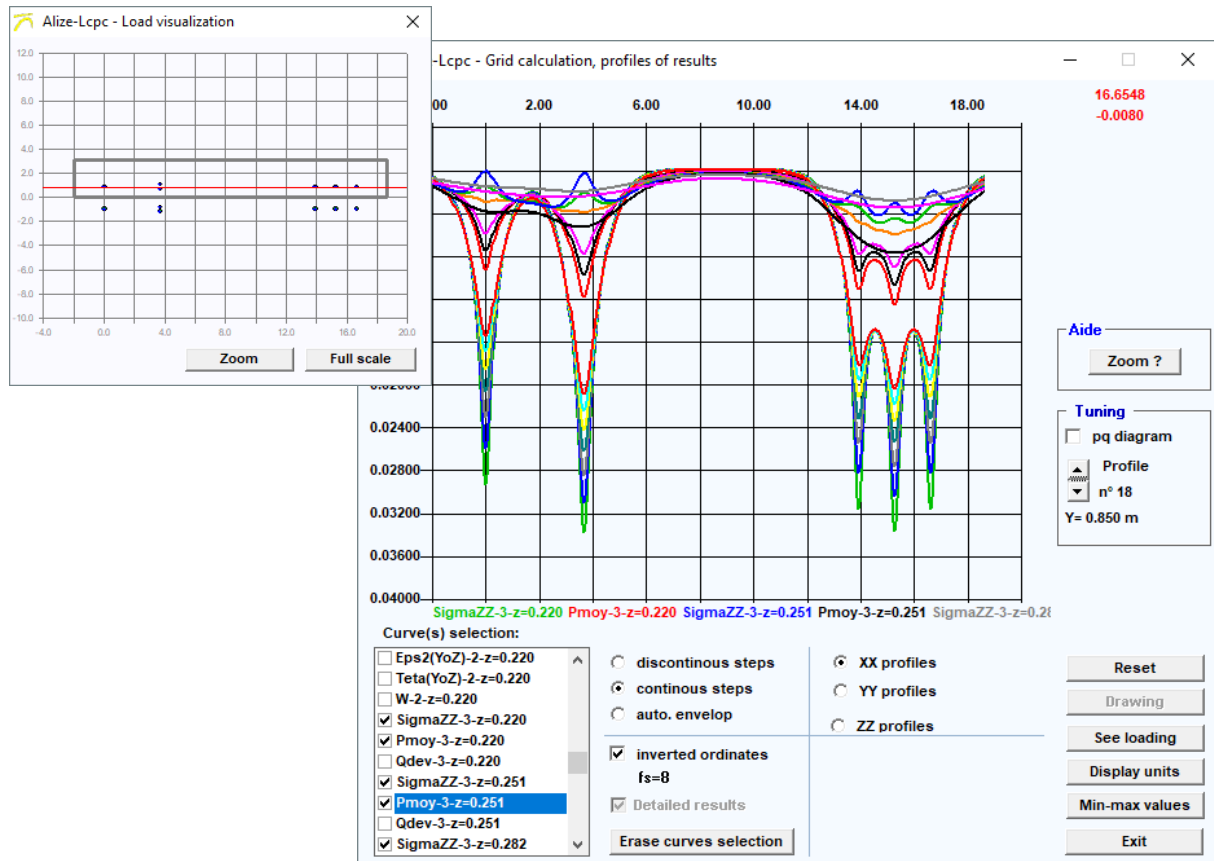 Alize-Lcpc - Load visualization
12.0
10.0
8.0
6.0
4.0
2.0
0.0
-2.0
-4.0
-6.0
-8.0
-10.0
-4.0 0.0 4.0 8.0 12.0 16.0 20.0
Zoom Full scale
-Lcpc - Grid calculation, profiles of results
00 2.00 6.00 10.00 14.00 18.00
16.6548
-0.0080
0.02400
0.02800
0.03200
0.03600
0.04000
SigmaZZ-3-z=0.220 Pmoy-3-z=0.220 SigmaZZ-3-z=0.251 Pmoy-3-z=0.251 SigmaZZ-3-z=0.28
Aide
Zoom ?
Tuning
pq diagram
Profile
n° 18
Y= 0.850 m
Curve(s) selection:
Eps2(YoZ)-2-z=0.220
Teta(YoZ)-2-z=0.220
W-2-z=0.220
SigmaZZ-3-z=0.220
Pmoy-3-z=0.220
Qdev-3-z=0.220
SigmaZZ-3-z=0.251
Pmoy-3-z=0.251
Qdev-3-z=0.251
SigmaZZ-3-z=0.282
discontinous steps
continous steps
auto. envelop
inverted ordinates
fs=8
Detailed results
Erase curves selection
XX profiles
YY profiles
ZZ profiles
Reset
Drawing
See loading
Display units
Min-max values
Exit